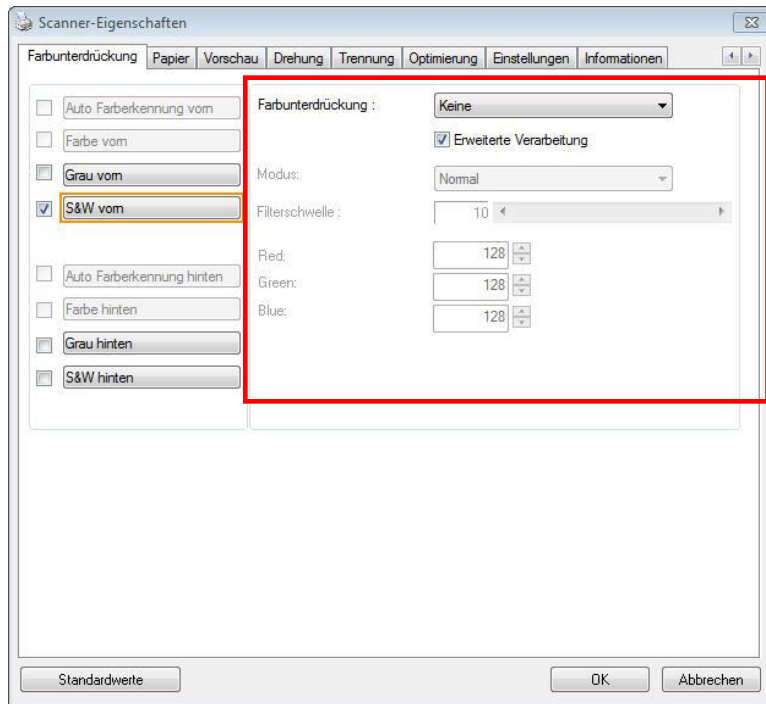 Scanner-Eigenschaften
Farbunterdrückung Papier Vorschau Drehung Trennung Optimierung Einstellungen Informationen
Auto Farberkennung vorn
Farbe vorn
Grau vorn
S&W vorn
Auto Farberkennung hinten
Farbe hinten
Grau hinten
S&W hinten
Farbunterdrückung : Keine
Erweiterte Verarbeitung
Modus: Normal
Filterschwelle : 10
Red: 128
Green: 128
Blue: 128
Standardwerte OK Abbrechen